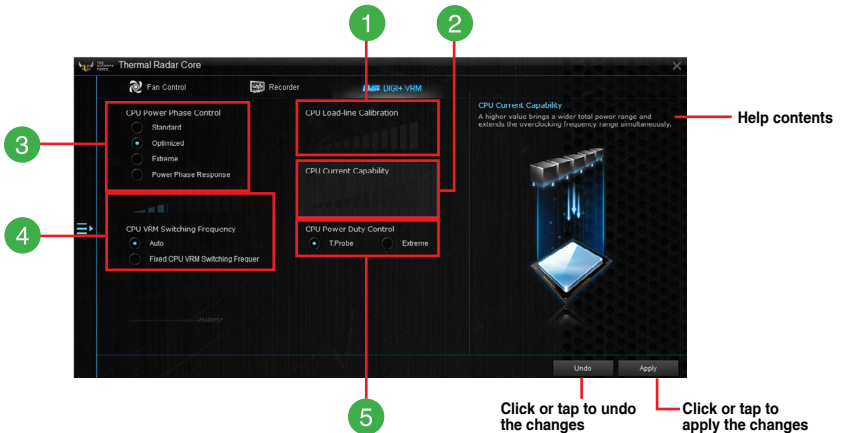 1
2
THE
ULTIMATE
FORCE
Thermal Radar Core
Fan Control
Recorder
DIGI+ VRM
CPU Power Phase Control
Standard
Optimized
Extreme
Power Phase Response
CPU Load-line Calibration
CPU Current Capability
A higher value brings a wider total power range and
extends the overclocking frequency range simultaneously.
Help contents
3
CPU Current Capability
4
CPU VRM Switching Frequency
Auto
Fixed CPU VRM Switching Frequer
CPU Power Duty Control
T.Probe
Extreme
Undo
Apply
5
Click or tap to undo
the changes
Click or tap to
apply the changes